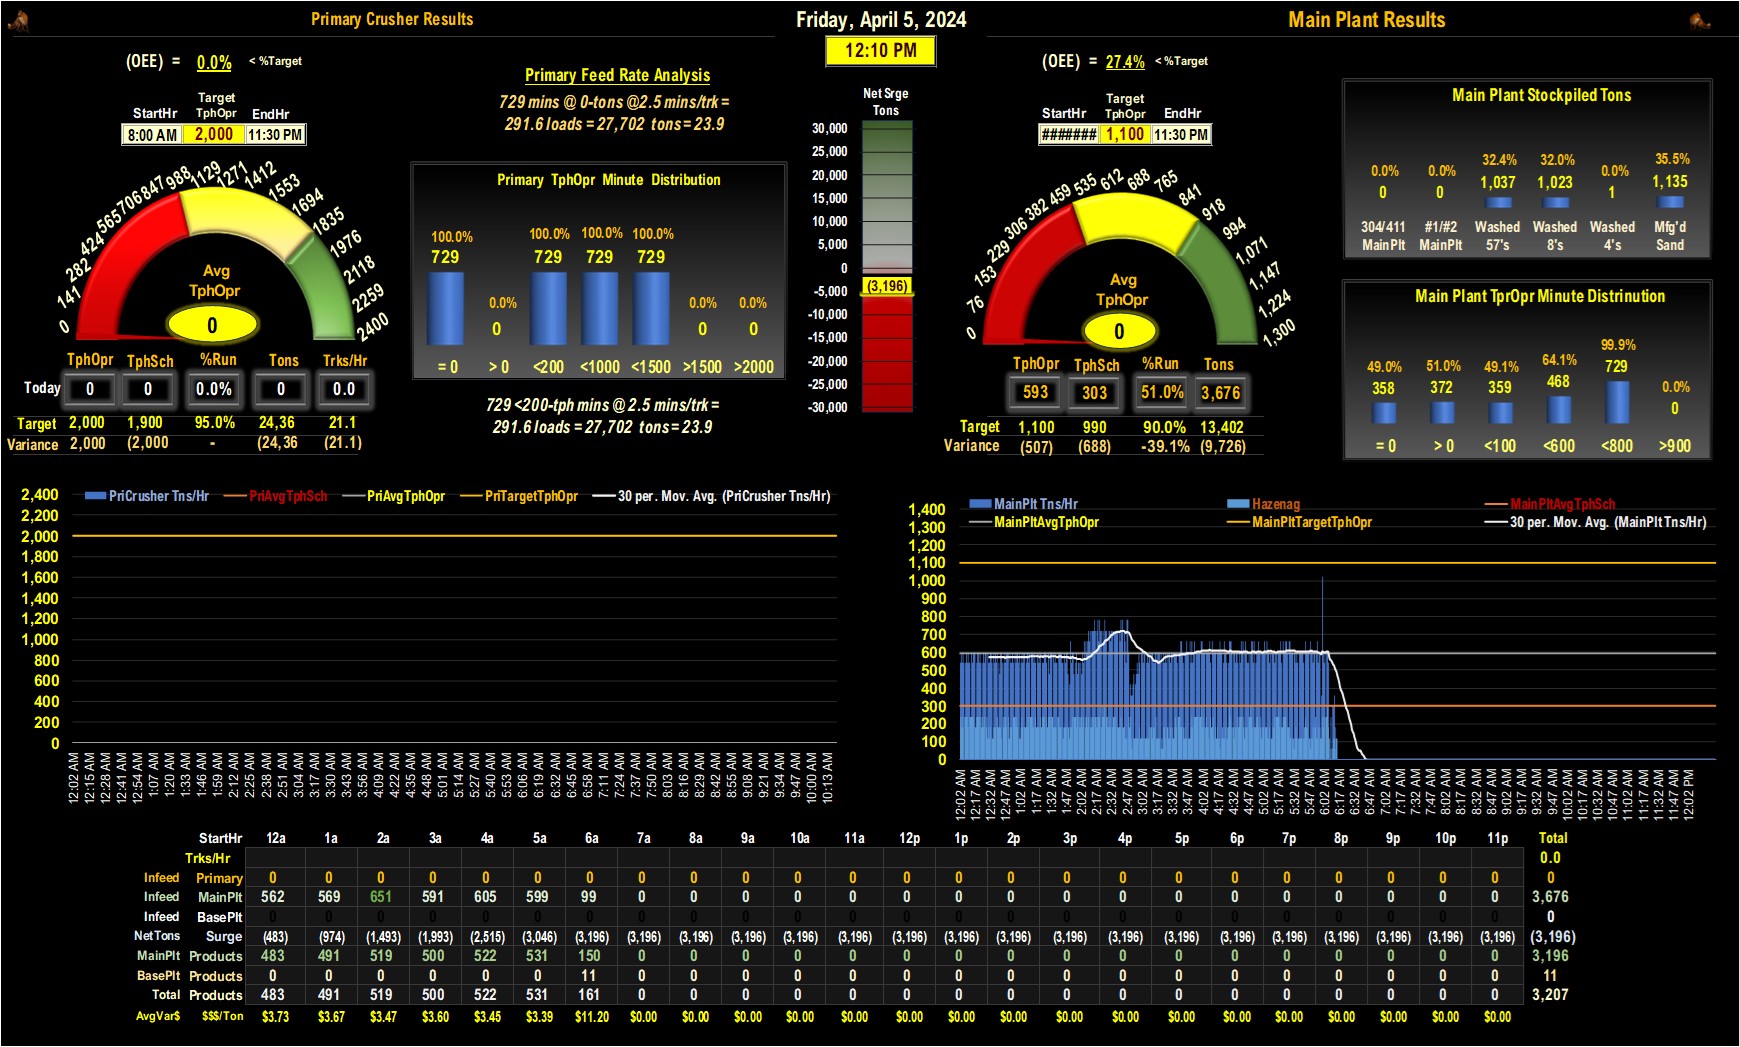 Primary Crusher Results
Friday, April 5, 2024
Main Plant Results
12:10 PM
(OEE) = 0.0% < %Target
Target
StartHr TphOpr EndHr
8:00 AM 2,000 11:30 PM
0 141 282 424 565 706 847 988 1129 1271 1412 1553 1694 1835 1976 2118 2259 2400
Avg
TphOpr
0
TphOpr TphSch %Run Tons Trks/Hr
Today 0 0 0.0% 0 0.0
Target 2,000 1,900 95.0% 24,36 21.1
Variance 2,000 (2,000 - (24,36 (21.1)
Primary Feed Rate Analysis
729 mins @ 0-tons @2.5 mins/trk =
291.6 loads = 27,702 tons = 23.9
Primary TphOpr Minute Distribution
100.0% 0.0% 100.0% 100.0% 100.0% 0.0% 0.0%
729 0 729 729 729 0 0
= 0 > 0 <200 <1000 <1500 >1500 >2000
729 <200-tph mins @ 2.5 mins/trk =
291.6 loads = 27,702 tons = 23.9
Net Srge
Tons
30,000
25,000
20,000
15,000
10,000
5,000
0
(3,196)
-5,000
-10,000
-15,000
-20,000
-25,000
-30,000
(OEE) = 27.4% < %Target
Target
StartHr TphOpr EndHr
####### 1,100 11:30 PM
0 76 153 229 306 382 459 535 612 688 765 841 918 994 1,071 1,147 1,224 1,300
Avg
TphOpr
0
TphOpr TphSch %Run Tons
593 303 51.0% 3,676
Target 1,100 990 90.0% 13,402
Variance (507) (688) -39.1% (9,726)
Main Plant Stockpiled Tons
0.0% 0.0% 32.4% 32.0% 0.0% 35.5%
0 0 1,037 1,023 1 1,135
304/411 #1/#2 Washed Washed Washed Mfg'd
MainPlt MainPlt 57's 8's 4's Sand
Main Plant TprOpr Minute Distrinution
49.0% 51.0% 49.1% 64.1% 99.9% 0.0%
358 372 359 468 729 0
= 0 > 0 <100 <600 <800 >900
PriCrusher Tns/Hr PriAvgTphSch PriAvgTphOpr PriTargetTphOpr 30 per. Mov. Avg. (PriCrusher Tns/Hr)
2,400
2,200
2,000
1,800
1,600
1,400
1,200
1,000
800
600
400
200
0
12:02 AM 12:15 AM 12:28 AM 12:41 AM 12:54 AM 1:07 AM 1:20 AM 1:33 AM 1:46 AM 1:59 AM 2:12 AM 2:25 AM 2:38 AM 2:51 AM 3:04 AM 3:17 AM 3:30 AM 3:43 AM 3:56 AM 4:09 AM 4:22 AM 4:35 AM 4:48 AM 5:01 AM 5:14 AM 5:27 AM 5:40 AM 5:53 AM 6:06 AM 6:19 AM 6:32 AM 6:45 AM 6:58 AM 7:11 AM 7:24 AM 7:37 AM 7:50 AM 8:03 AM 8:16 AM 8:29 AM 8:42 AM 8:55 AM 9:08 AM 9:21 AM 9:34 AM 9:47 AM 10:00 AM 10:13 AM
MainPlt Tns/Hr Hazenag MainPltAvgTphSch
MainPltAvgTphOpr MainPltTargetTphOpr 30 per. Mov. Avg. (MainPlt Tns/Hr)
1,400
1,300
1,200
1,100
1,000
900
800
700
600
500
400
300
200
100
0
12:02 AM 12:17 AM 12:32 AM 12:47 AM 1:02 AM 1:17 AM 1:32 AM 1:47 AM 2:02 AM 2:17 AM 2:32 AM 2:47 AM 3:02 AM 3:17 AM 3:32 AM 3:47 AM 4:02 AM 4:17 AM 4:32 AM 4:47 AM 5:02 AM 5:17 AM 5:32 AM 5:47 AM 6:02 AM 6:17 AM 6:32 AM 6:47 AM 7:02 AM 7:17 AM 7:32 AM 7:47 AM 8:02 AM 8:17 AM 8:32 AM 8:47 AM 9:02 AM 9:17 AM 9:32 AM 9:47 AM 10:02 AM 10:17 AM 10:32 AM 10:47 AM 11:02 AM 11:17 AM 11:32 AM 11:47 AM 12:02 PM
StartHr 12a 1a 2a 3a 4a 5a 6a 7a 8a 9a 10a 11a 12p 1p 2p 3p 4p 5p 6p 7p 8p 9p 10p 11p Total
Trks/Hr 0.0
Infeed Primary 0 0 0 0 0 0 0 0 0 0 0 0 0 0 0 0 0 0 0 0 0 0 0 0 0
Infeed MainPlt 562 569 651 591 605 599 99 0 0 0 0 0 0 0 0 0 0 0 0 0 0 0 0 0 3,676
Infeed BasePlt 0 0 0 0 0 0 0 0 0 0 0 0 0 0 0 0 0 0 0 0 0 0 0 0 0
NetTons Surge (483) (974) (1,493) (1,993) (2,515) (3,046) (3,196) (3,196) (3,196) (3,196) (3,196) (3,196) (3,196) (3,196) (3,196) (3,196) (3,196) (3,196) (3,196) (3,196) (3,196) (3,196) (3,196) (3,196) (3,196)
MainPlt Products 483 491 519 500 522 531 150 0 0 0 0 0 0 0 0 0 0 0 0 0 0 0 0 0 3,196
BasePlt Products 0 0 0 0 0 0 11 0 0 0 0 0 0 0 0 0 0 0 0 0 0 0 0 0 11
Total Products 483 491 519 500 522 531 161 0 0 0 0 0 0 0 0 0 0 0 0 0 0 0 0 0 3,207
AvgVar$ $$$/Ton $3.73 $3.67 $3.47 $3.60 $3.45 $3.39 $11.20 $0.00 $0.00 $0.00 $0.00 $0.00 $0.00 $0.00 $0.00 $0.00 $0.00 $0.00 $0.00 $0.00 $0.00 $0.00 $0.00 $0.00